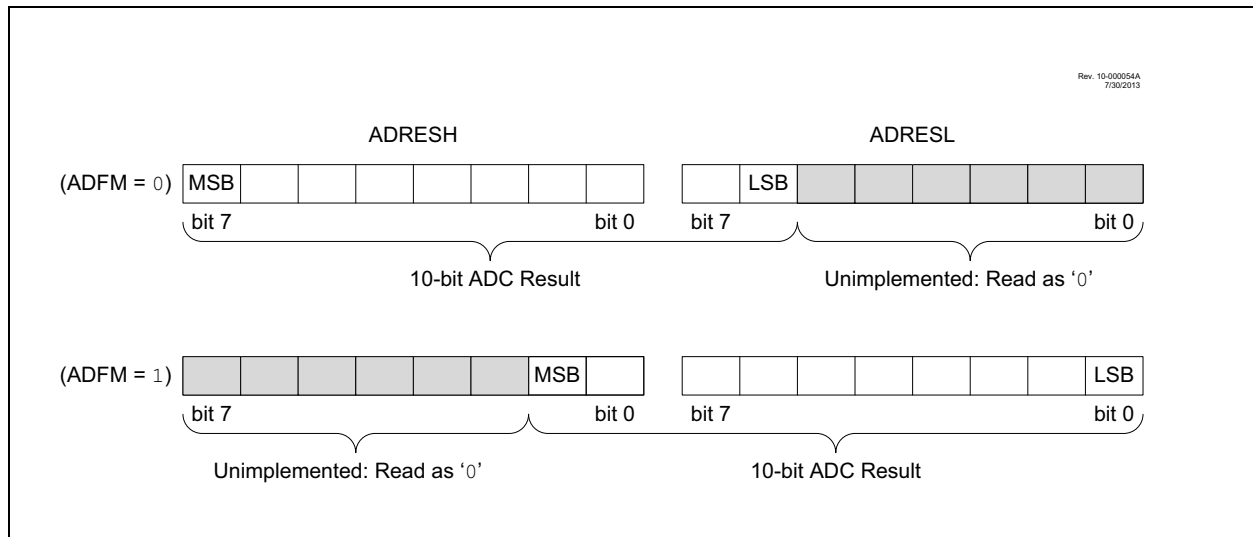 Rev. 10-000054A
7/30/2013
ADRESH ADRESL
(ADFM = 0) MSB LSB
bit 7 bit 0 bit 7 bit 0
10-bit ADC Result Unimplemented: Read as ‘0’
(ADFM = 1) MSB LSB
bit 7 bit 0 bit 7 bit 0
Unimplemented: Read as ‘0’ 10-bit ADC Result